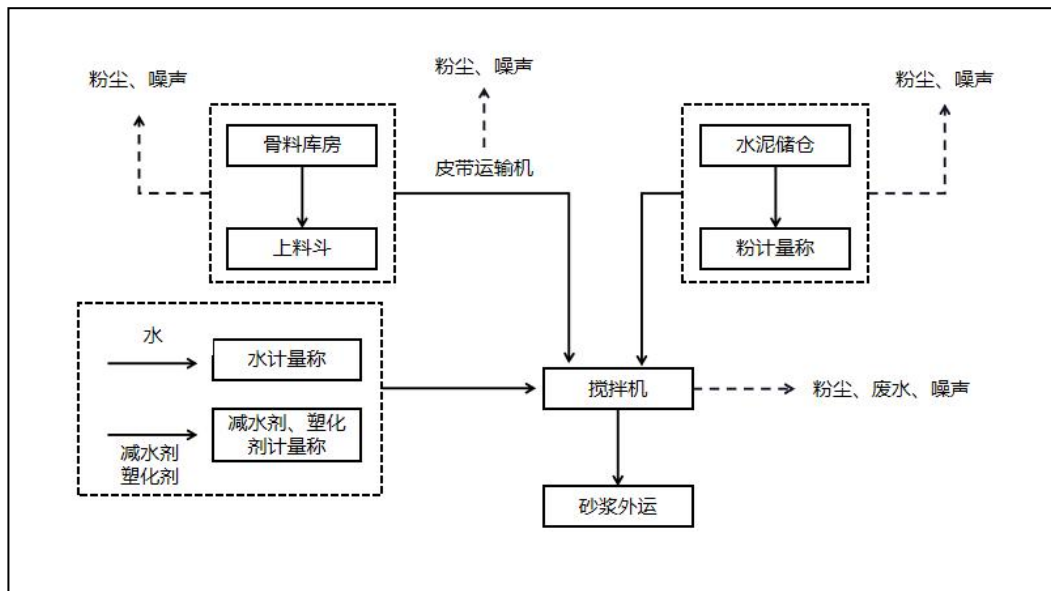 粉尘、噪声
粉尘、噪声
粉尘、噪声
骨料库房
水泥储仓
皮带运输机
上料斗
粉计量称
水
水计量称
搅拌机
粉尘、废水、噪声
减水剂、塑化
剂计量称
减水剂
塑化剂
砂浆外运